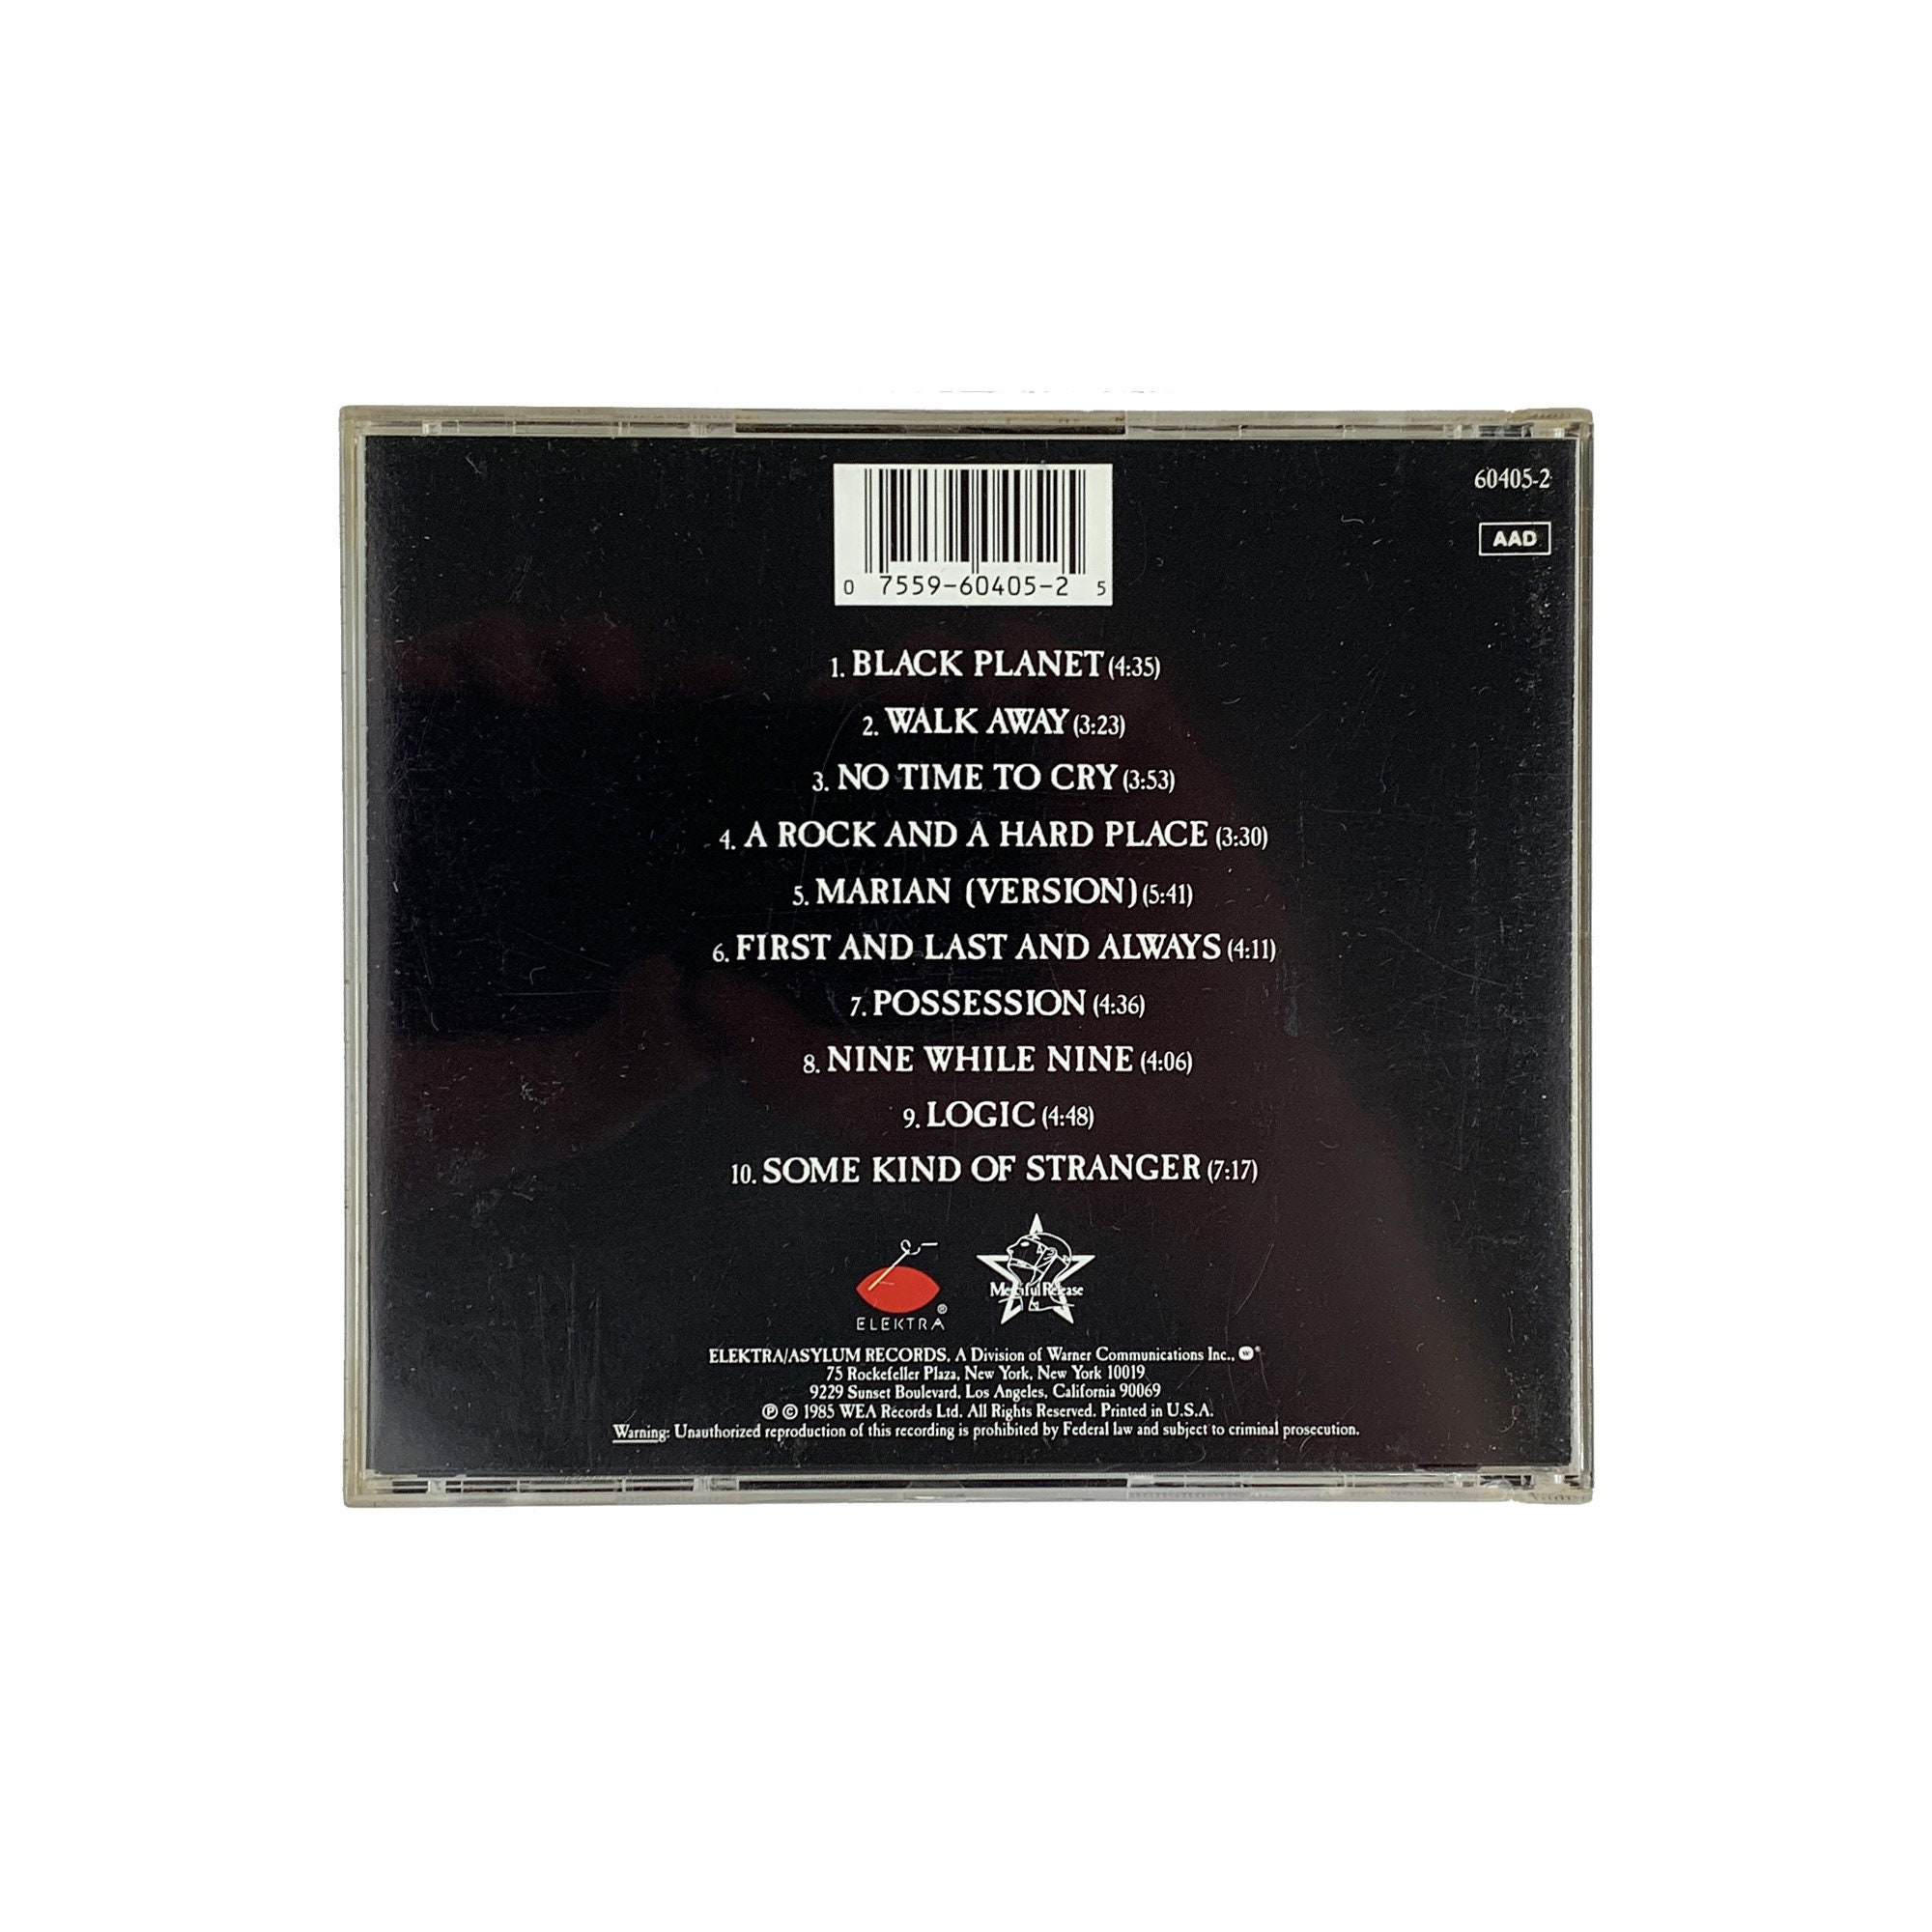 60405-2
AAD
0 7559-60405-2 5
1. BLACK PLANET (4:35)
2. WALK AWAY (3:23)
3. NO TIME TO CRY (3:53)
4. A ROCK AND A HARD PLACE (3:30)
5. MARIAN (VERSION) (5:41)
6. FIRST AND LAST AND ALWAYS (4:11)
7. POSSESSION (4:36)
8. NINE WHILE NINE (4:06)
9. LOGIC (4:48)
10. SOME KIND OF STRANGER (7:17)
Merciful Release
ELEKTRA®
ELEKTRA/ASYLUM RECORDS, A Division of Warner Communications Inc., W®
75 Rockefeller Plaza, New York, New York 10019
9229 Sunset Boulevard, Los Angeles, California 90069
℗ © 1985 WEA Records Ltd. All Rights Reserved. Printed in U.S.A.
Warning: Unauthorized reproduction of this recording is prohibited by Federal law and subject to criminal prosecution.